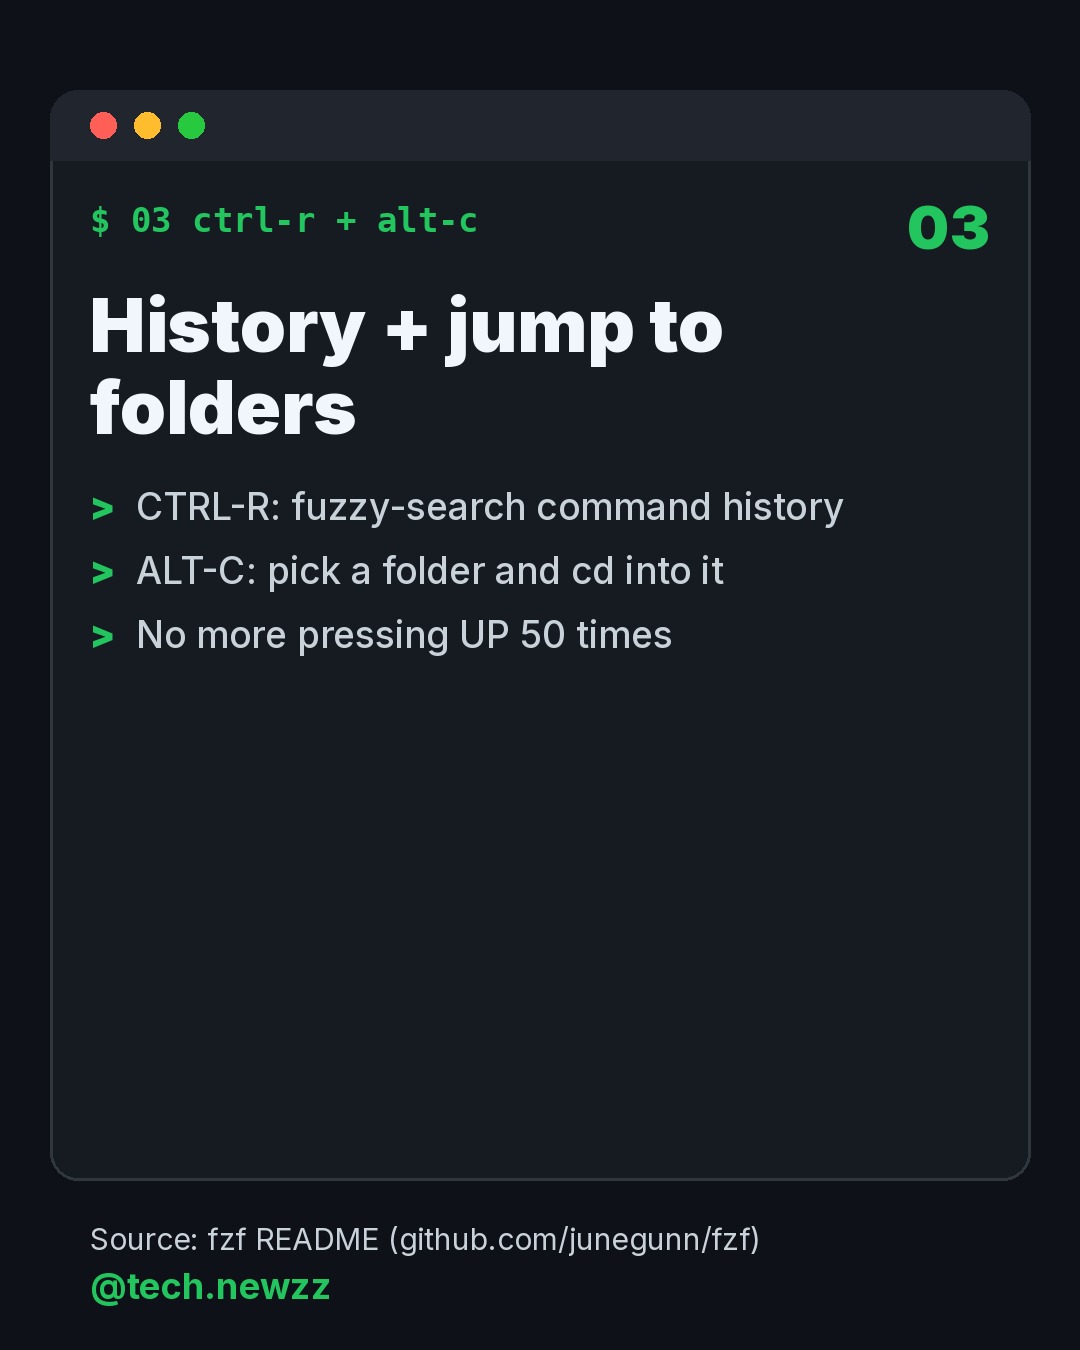 $ 03 ctrl-r + alt-c
03
History + jump to
folders
> CTRL-R: fuzzy-search command history
> ALT-C: pick a folder and cd into it
> No more pressing UP 50 times
Source: fzf README (github.com/junegunn/fzf)
@tech.newzz